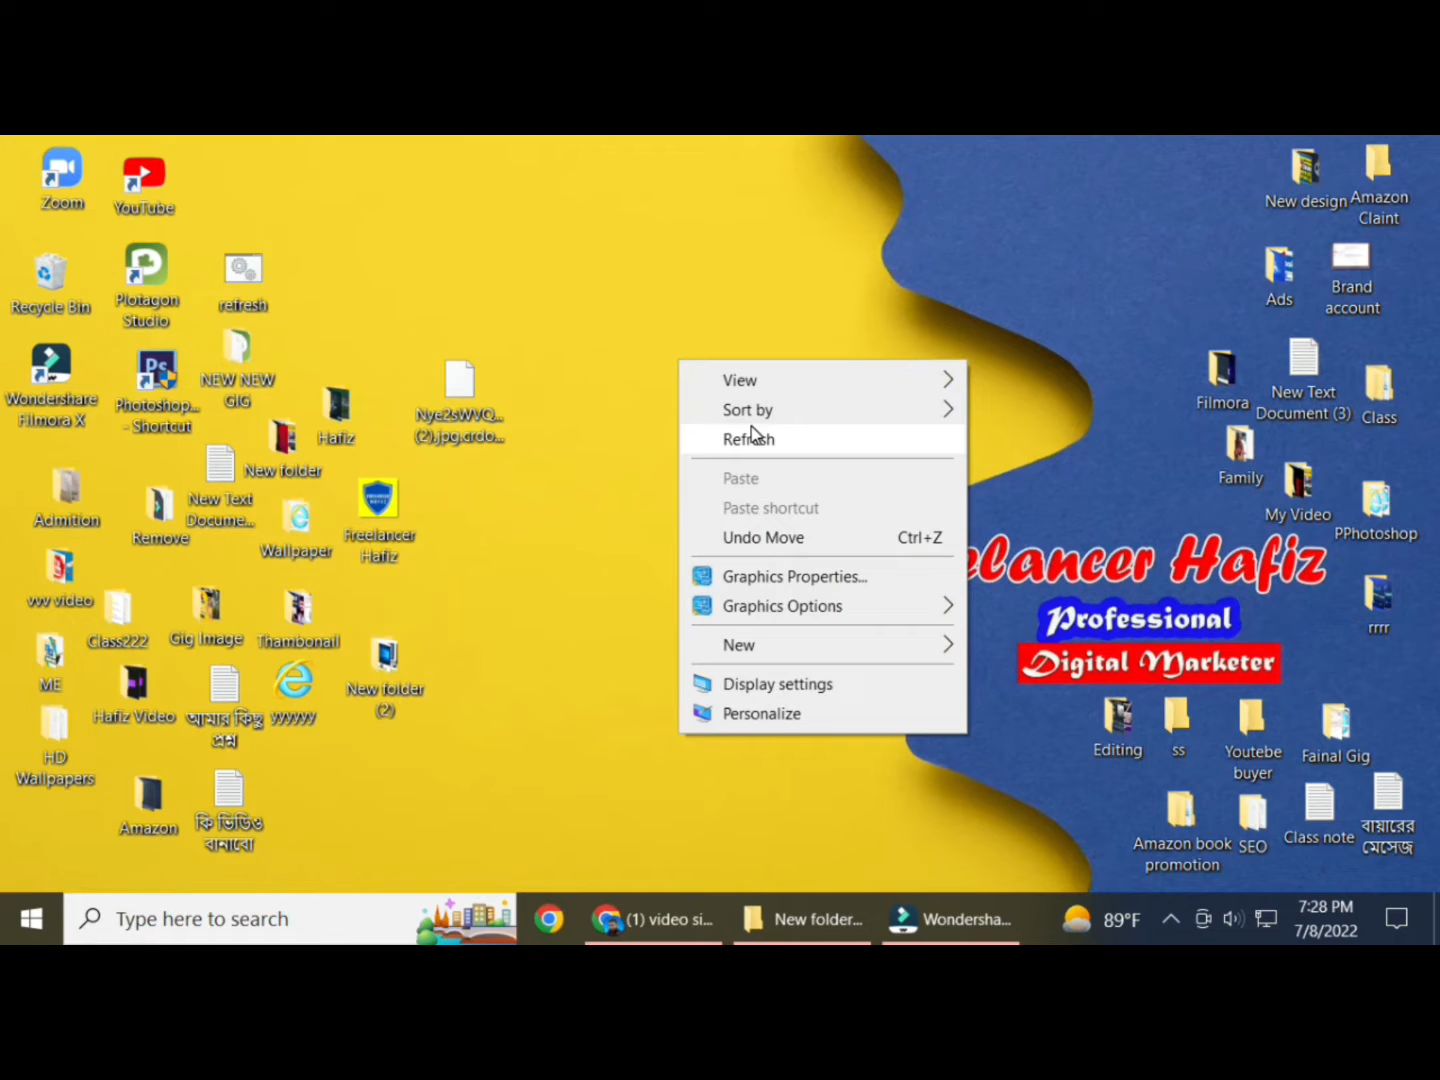 Zoom
YouTube
New design
Amazon
Claint
Recycle Bin
Plotagon
Studio
refresh
Ads
Brand
account
Wondershare
Filmora X
Photoshop...
- Shortcut
NEW NEW
GIG
Hafiz
Nye2sWVQ...
(2).jpg.crdo...
Filmora
New Text
Document (3)
Class
New folder
Family
My Video
PPhotoshop
Admition
Remove
New Text
Docume...
Wallpaper
Freelancer
Hafiz
View
Sort by
Refresh
Paste
Paste shortcut
Undo Move Ctrl+Z
Graphics Properties...
Graphics Options
New
Display settings
Personalize
elancer Hafiz
Professional
Digital Marketer
rrrr
vvv video
Class222
Gig Image
Thambonail
ME
Hafiz Video
আমার কিছু
প্রশ্ন
yyyyyy
New folder
(2)
HD
Wallpapers
Amazon
কি ভিডিও
বানাবো
Editing
ss
Youtebe
buyer
Fainal Gig
Amazon book
promotion
SEO
Class note
বায়ারের
মেসেজ
Type here to search
(1) video si...
New folder...
Wondersha...
89°F
7:28 PM
7/8/2022